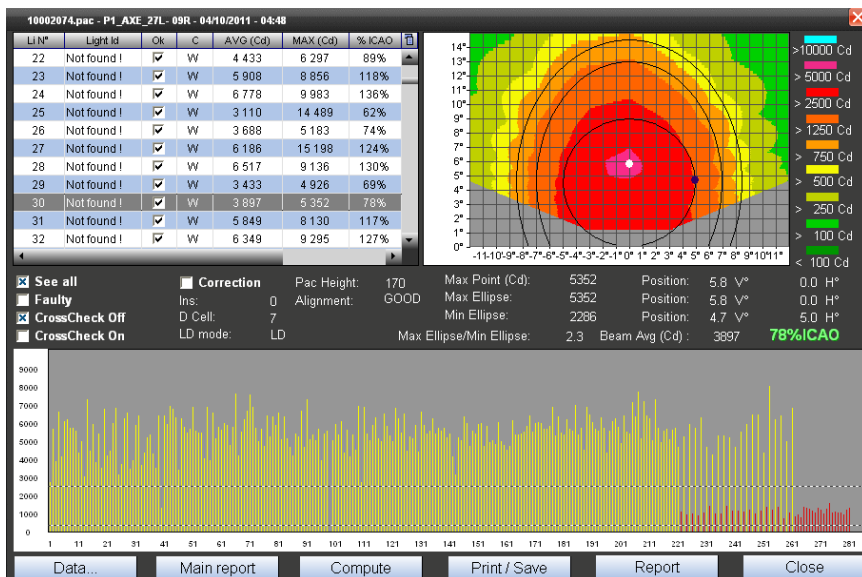 10002074.pac - P1_AXE_27L- 09R - 04/10/2011 - 04:48
Li N° Light Id Ok C AVG (Cd) MAX (Cd) % ICAO
22 Not found ! W 4 433 6 297 89%
23 Not found ! W 5 908 8 856 118%
24 Not found ! W 6 778 9 983 136%
25 Not found ! W 3 110 14 489 62%
26 Not found ! W 3 688 5 183 74%
27 Not found ! W 6 186 15 198 124%
28 Not found ! W 6 517 9 136 130%
29 Not found ! W 3 433 4 926 69%
30 Not found ! W 3 897 5 352 78%
31 Not found ! W 5 849 8 130 117%
32 Not found ! W 6 349 9 295 127%
14°
13°
12°
11°
10°
9°
8°
7°
6°
5°
4°
3°
2°
1°
0°
-11-10-9°-8°-7°-6°-5°-4°-3°-2°-1° 0° 1° 2° 3° 4° 5° 6° 7° 8° 9°10°11°
>10000 Cd
> 5000 Cd
> 2500 Cd
> 1250 Cd
> 750 Cd
> 500 Cd
> 250 Cd
> 100 Cd
< 100 Cd
See all
Faulty
CrossCheck Off
CrossCheck On
Correction
Ins: 0
D Cell: 7
LD mode: LD
Pac Height: 170
Alignment: GOOD
Max Point (Cd): 5352 Position: 5.8 V° 0.0 H°
Max Ellipse: 5352 Position: 5.8 V° 0.0 H°
Min Ellipse: 2286 Position: 4.7 V° 5.0 H°
Max Ellipse/Min Ellipse: 2.3 Beam Avg (Cd) : 3897 78%ICAO
9000
8000
7000
6000
5000
4000
3000
2000
1000
0
1 11 21 31 41 51 61 71 81 91 101 111 121 131 141 151 161 171 181 191 201 211 221 231 241 251 261 271 281
Data... Main report Compute Print / Save Report Close